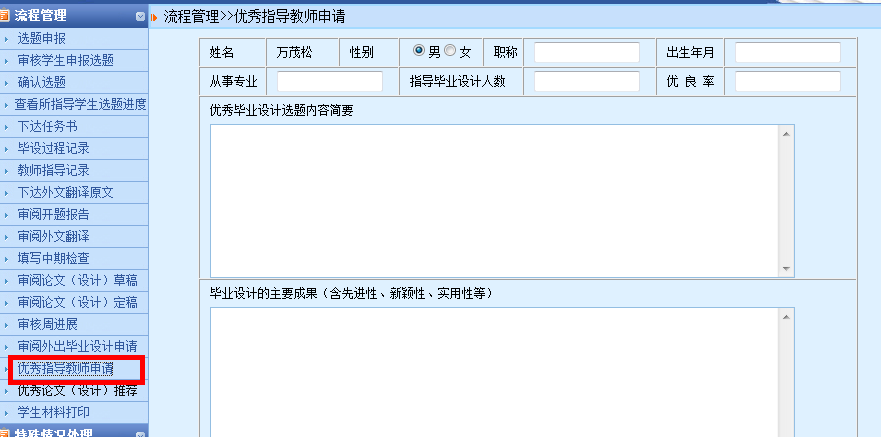 流程管理
选题申报
审核学生申报选题
确认选题
查看所指导学生选题进度
下达任务书
毕设过程记录
教师指导记录
下达外文翻译原文
审阅开题报告
审阅外文翻译
填写中期检查
审阅论文（设计）草稿
审阅论文（设计）定稿
审核周进展
审阅外出毕业设计申请
优秀指导教师申请
优秀论文（设计）推荐
学生材料打印
特殊情况处理
流程管理>>优秀指导教师申请
姓名 万茂松 性别 男 女 职称 出生年月
从事专业 指导毕业设计人数 优 良 率
优秀毕业设计选题内容简要
毕业设计的主要成果（含先进性、新颖性、实用性等）